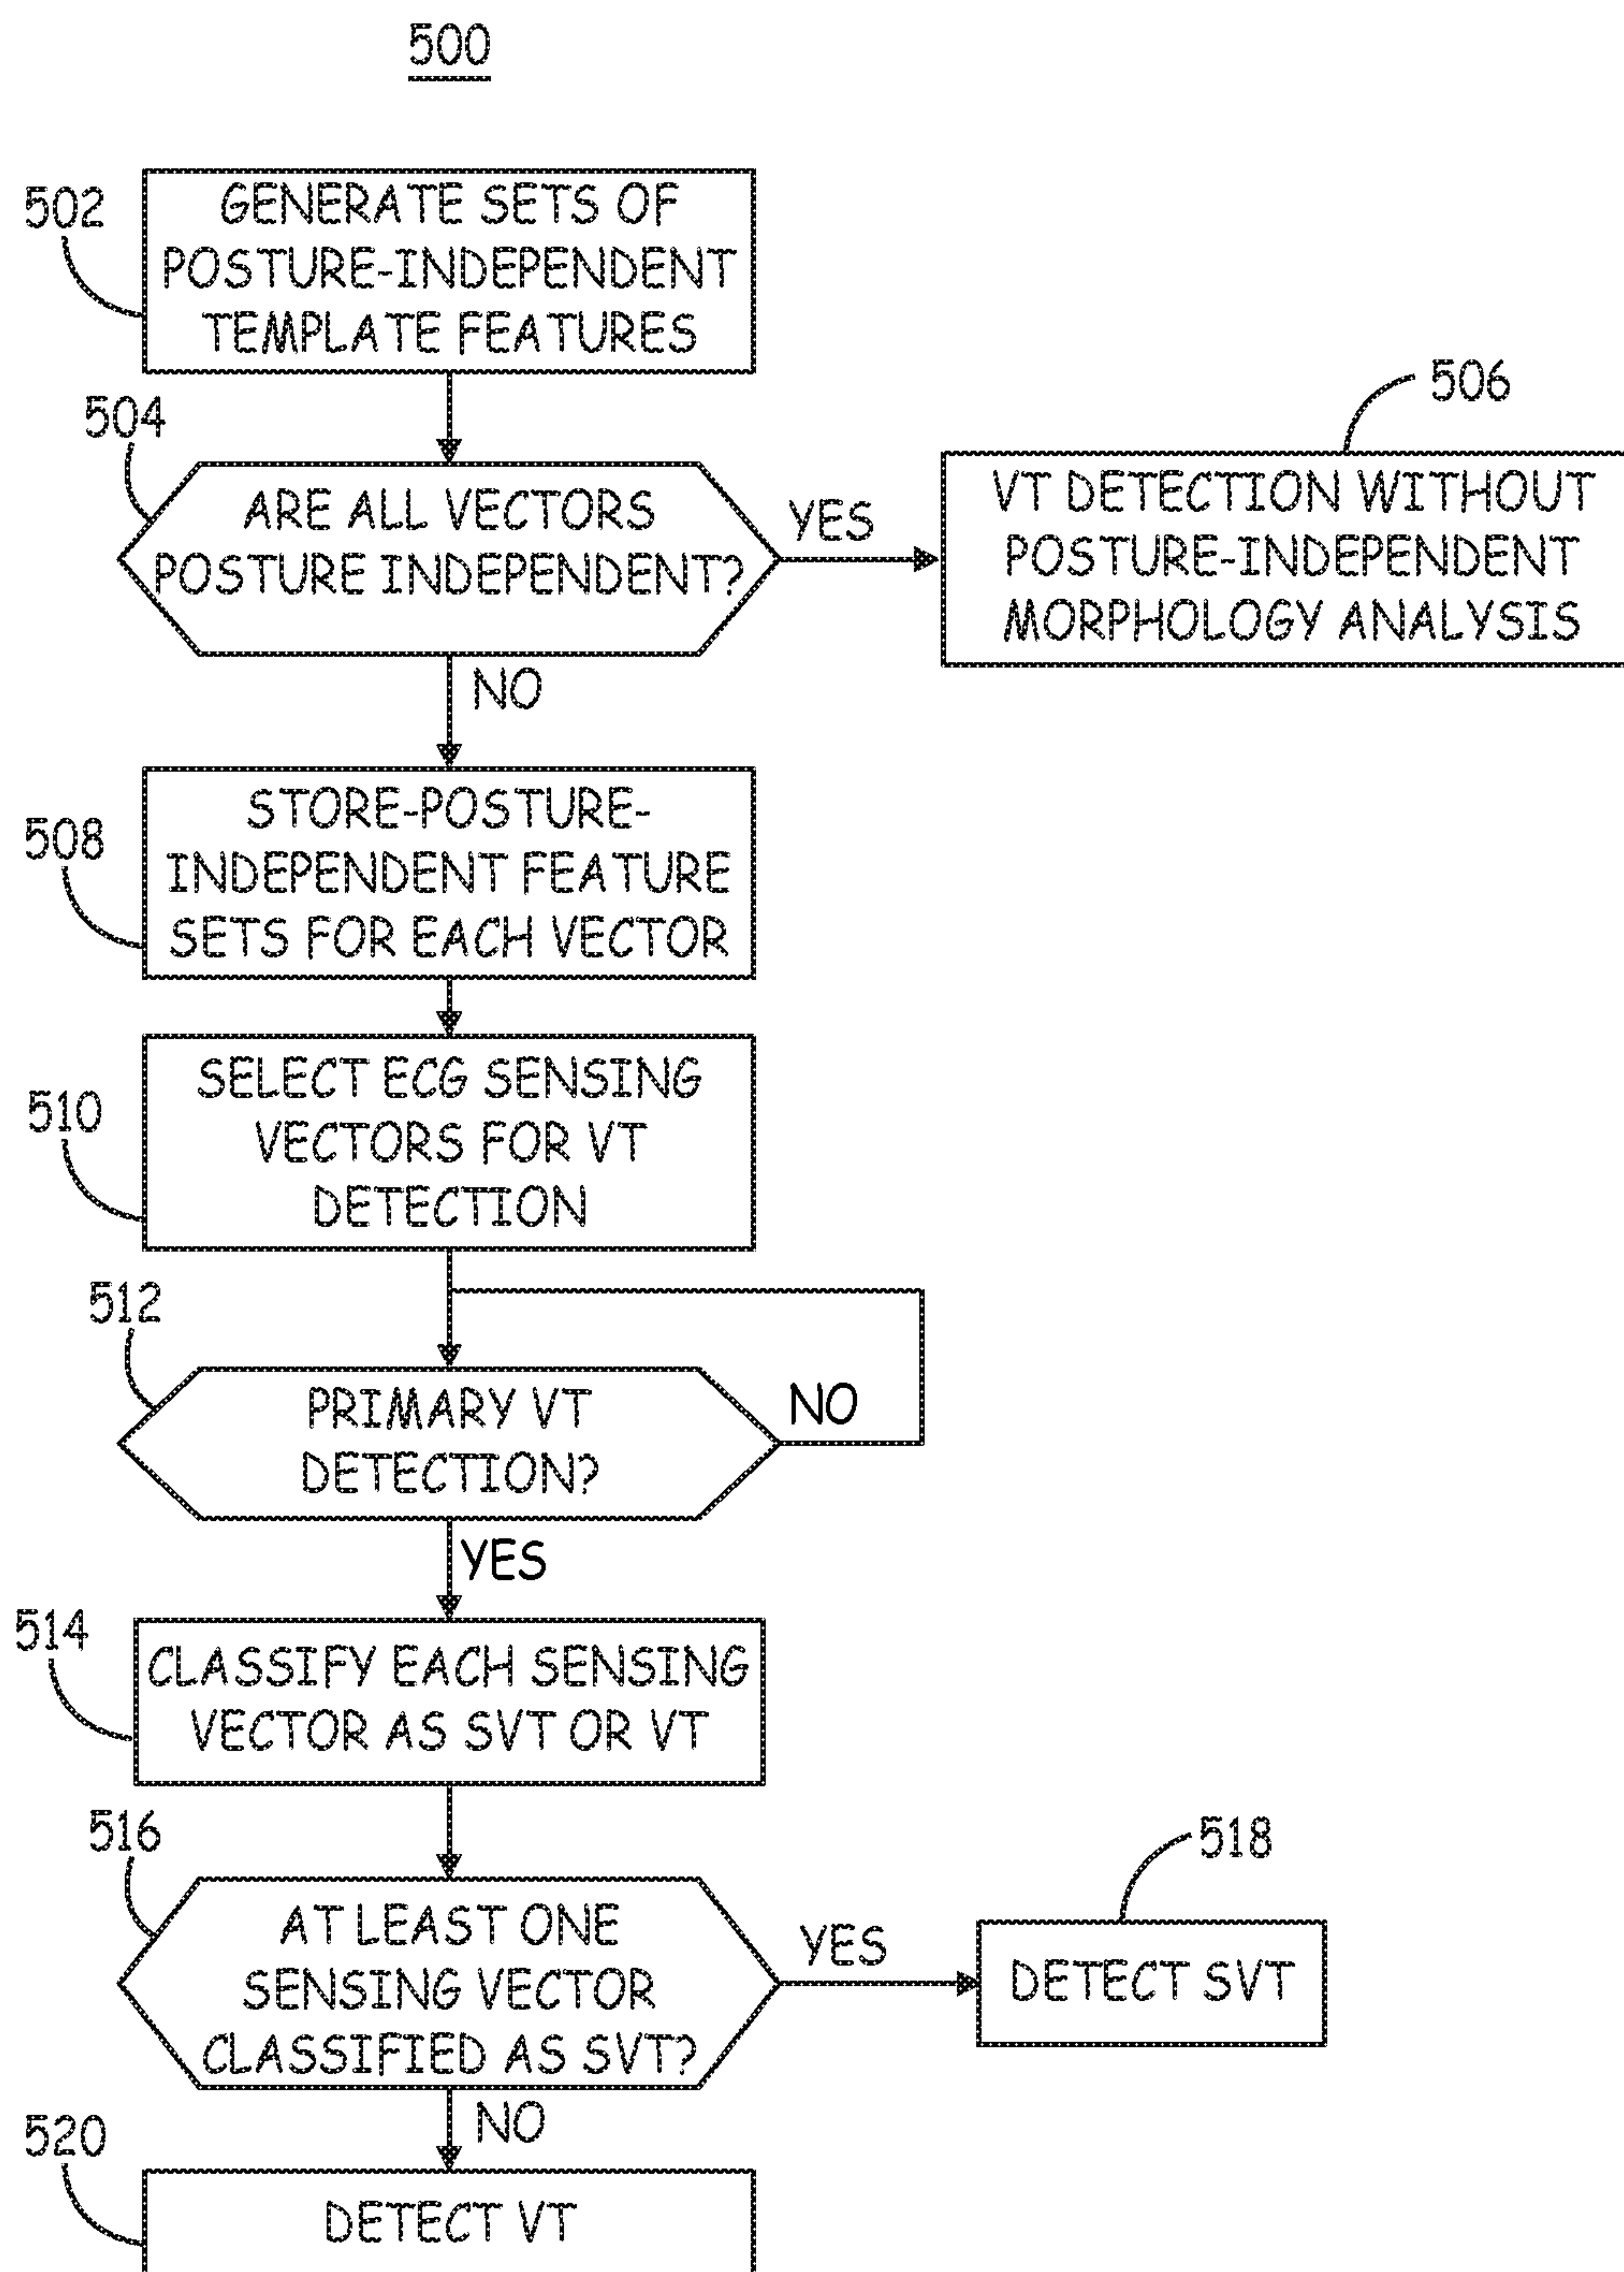 500
502
GENERATE SETS OF
POSTURE-INDEPENDENT
TEMPLATE FEATURES
504
ARE ALL VECTORS
POSTURE INDEPENDENT?
YES
506
VT DETECTION WITHOUT
POSTURE-INDEPENDENT
MORPHOLOGY ANALYSIS
NO
508
STORE-POSTURE-
INDEPENDENT FEATURE
SETS FOR EACH VECTOR
510
SELECT ECG SENSING
VECTORS FOR VT
DETECTION
512
PRIMARY VT
DETECTION?
NO
YES
514
CLASSIFY EACH SENSING
VECTOR AS SVT OR VT
516
AT LEAST ONE
SENSING VECTOR
CLASSIFIED AS SVT?
YES
518
DETECT SVT
NO
520
DETECT VT